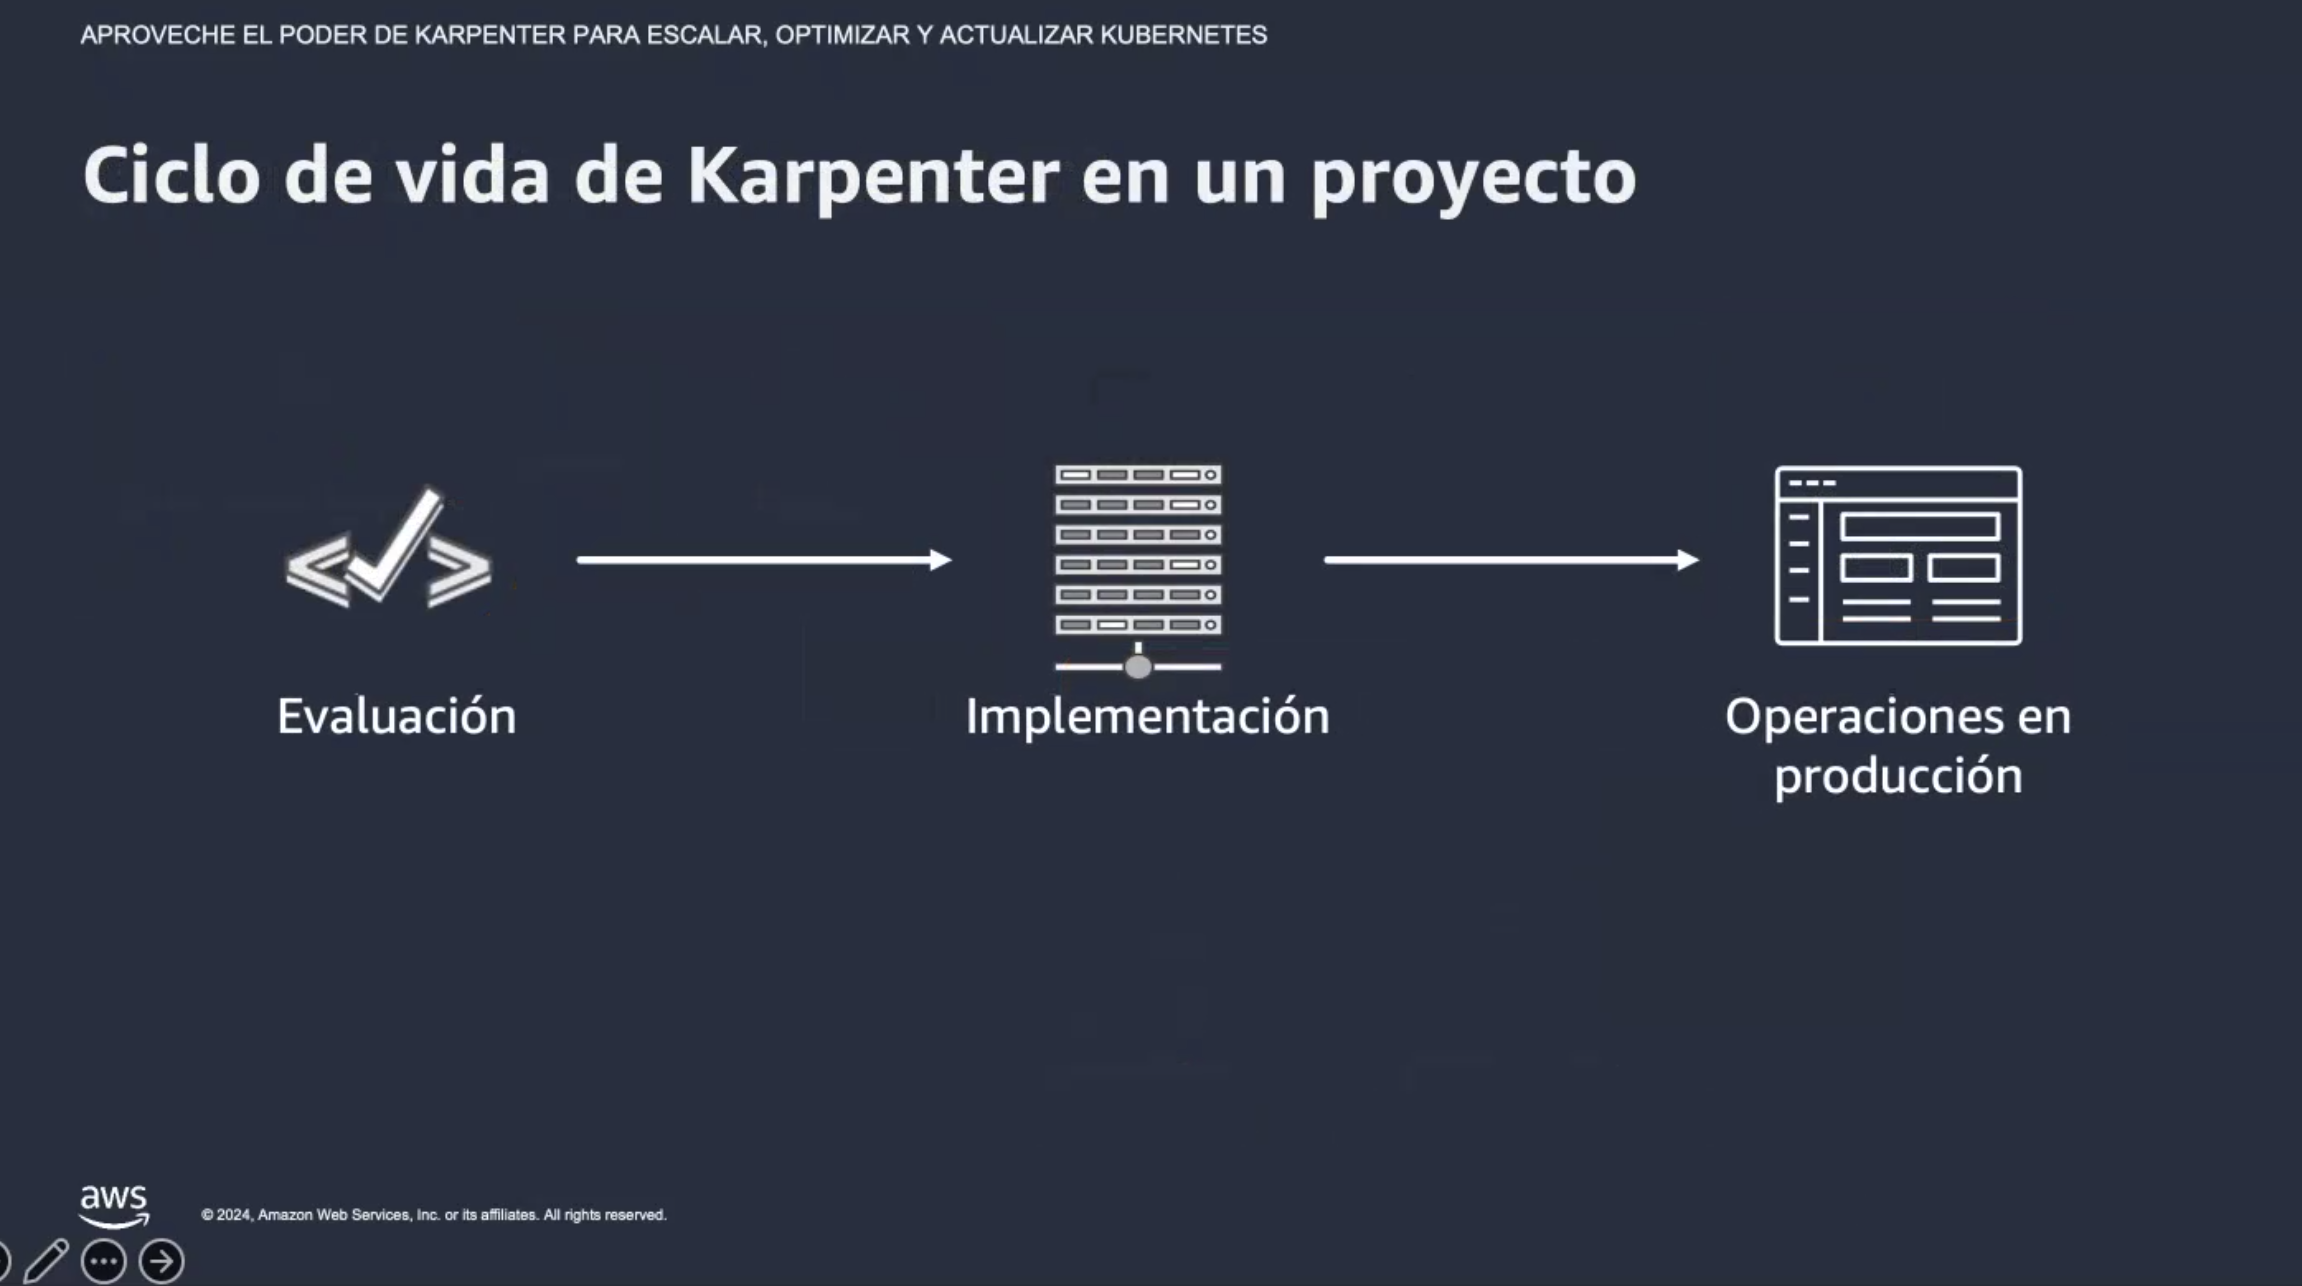 APROVECHE EL PODER DE KARPENTER PARA ESCALAR, OPTIMIZAR Y ACTUALIZAR KUBERNETES
Ciclo de vida de Karpenter en un proyecto
Evaluación
Implementación
Operaciones en
producción
aws
© 2024, Amazon Web Services, Inc. or its affiliates. All rights reserved.